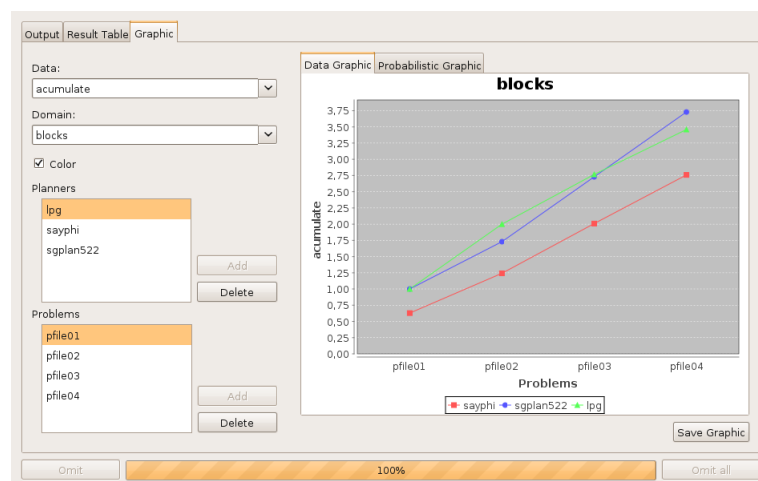 Output Result Table Graphic
Data:
acumulate
Domain:
blocks
Color
Planners
lpg
sayphi
sgplan522
Add
Delete
Problems
pfile01
pfile02
pfile03
pfile04
Add
Delete
Data Graphic Probabilistic Graphic
blocks
acumulate
3,75
3,50
3,25
3,00
2,75
2,50
2,25
2,00
1,75
1,50
1,25
1,00
0,75
0,50
0,25
0,00
pfile01 pfile02 pfile03 pfile04
Problems
sayphi sgplan522 lpg
Save Graphic
Omit 100% Omit all